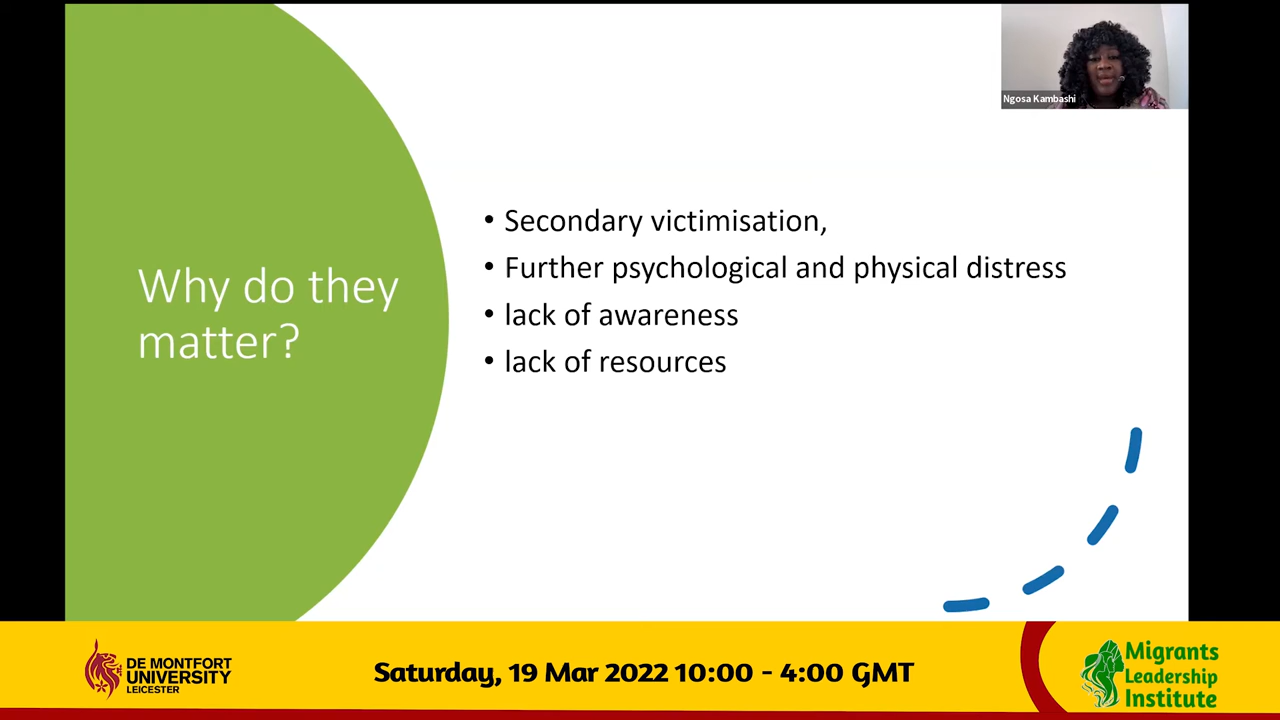 Ngosa Kambashi
Why do they
matter?
• Secondary victimisation,
• Further psychological and physical distress
• lack of awareness
• lack of resources
DE MONTFORT
UNIVERSITY
LEICESTER
Saturday, 19 Mar 2022 10:00 - 4:00 GMT
Migrants
Leadership
Institute